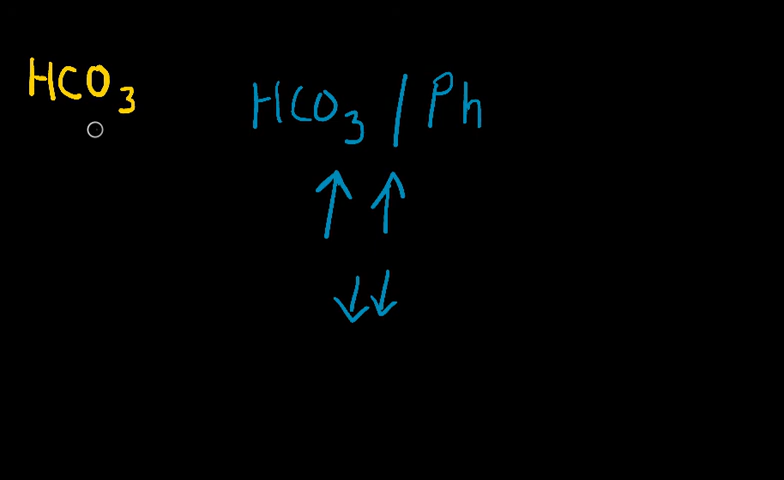 HCO3
HCO3 / Ph
↑ ↑
↓ ↓